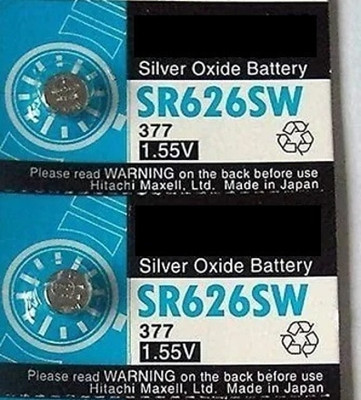 Silver Oxide Battery
SR626SW
377
1.55V
Please read WARNING on the back before use
Hitachi Maxell, Ltd. Made in Japan
Silver Oxide Battery
SR626SW
377
1.55V
Please read WARNING on the back before use
Hitachi Maxell, Ltd. Made in Japan